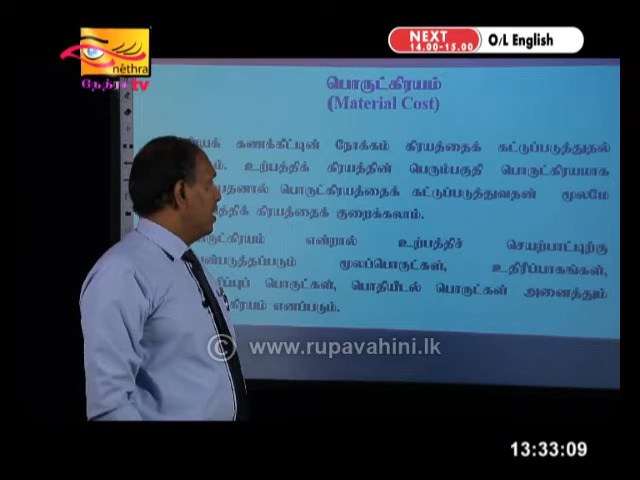 NEXT
14.00-15.00
O/L English
nethra
நேத்ரா tv
பொருட்கிரயம்
(Material Cost)
கணக்கீட்டின் நோக்கம் கிரயத்தைக் கட்டுப்படுத்துதல்
உற்பத்திக் கிரயத்தின் பெரும்பகுதி பொருட்கிரயமாக
பொருட்கிரயத்தைக் கட்டுப்படுத்துவதன் மூலமே
கிரயத்தைக் குறைக்கலாம்.
என்றால் உற்பத்திச் செயற்பாட்டிற்கு
மூலப்பொருட்கள், உதிரிப்பாகங்கள்,
பொருட்கள், பொதியிடல் பொருட்கள் அனைத்தும்
எனப்படும்.
© www.rupavahini.lk
13:33:09